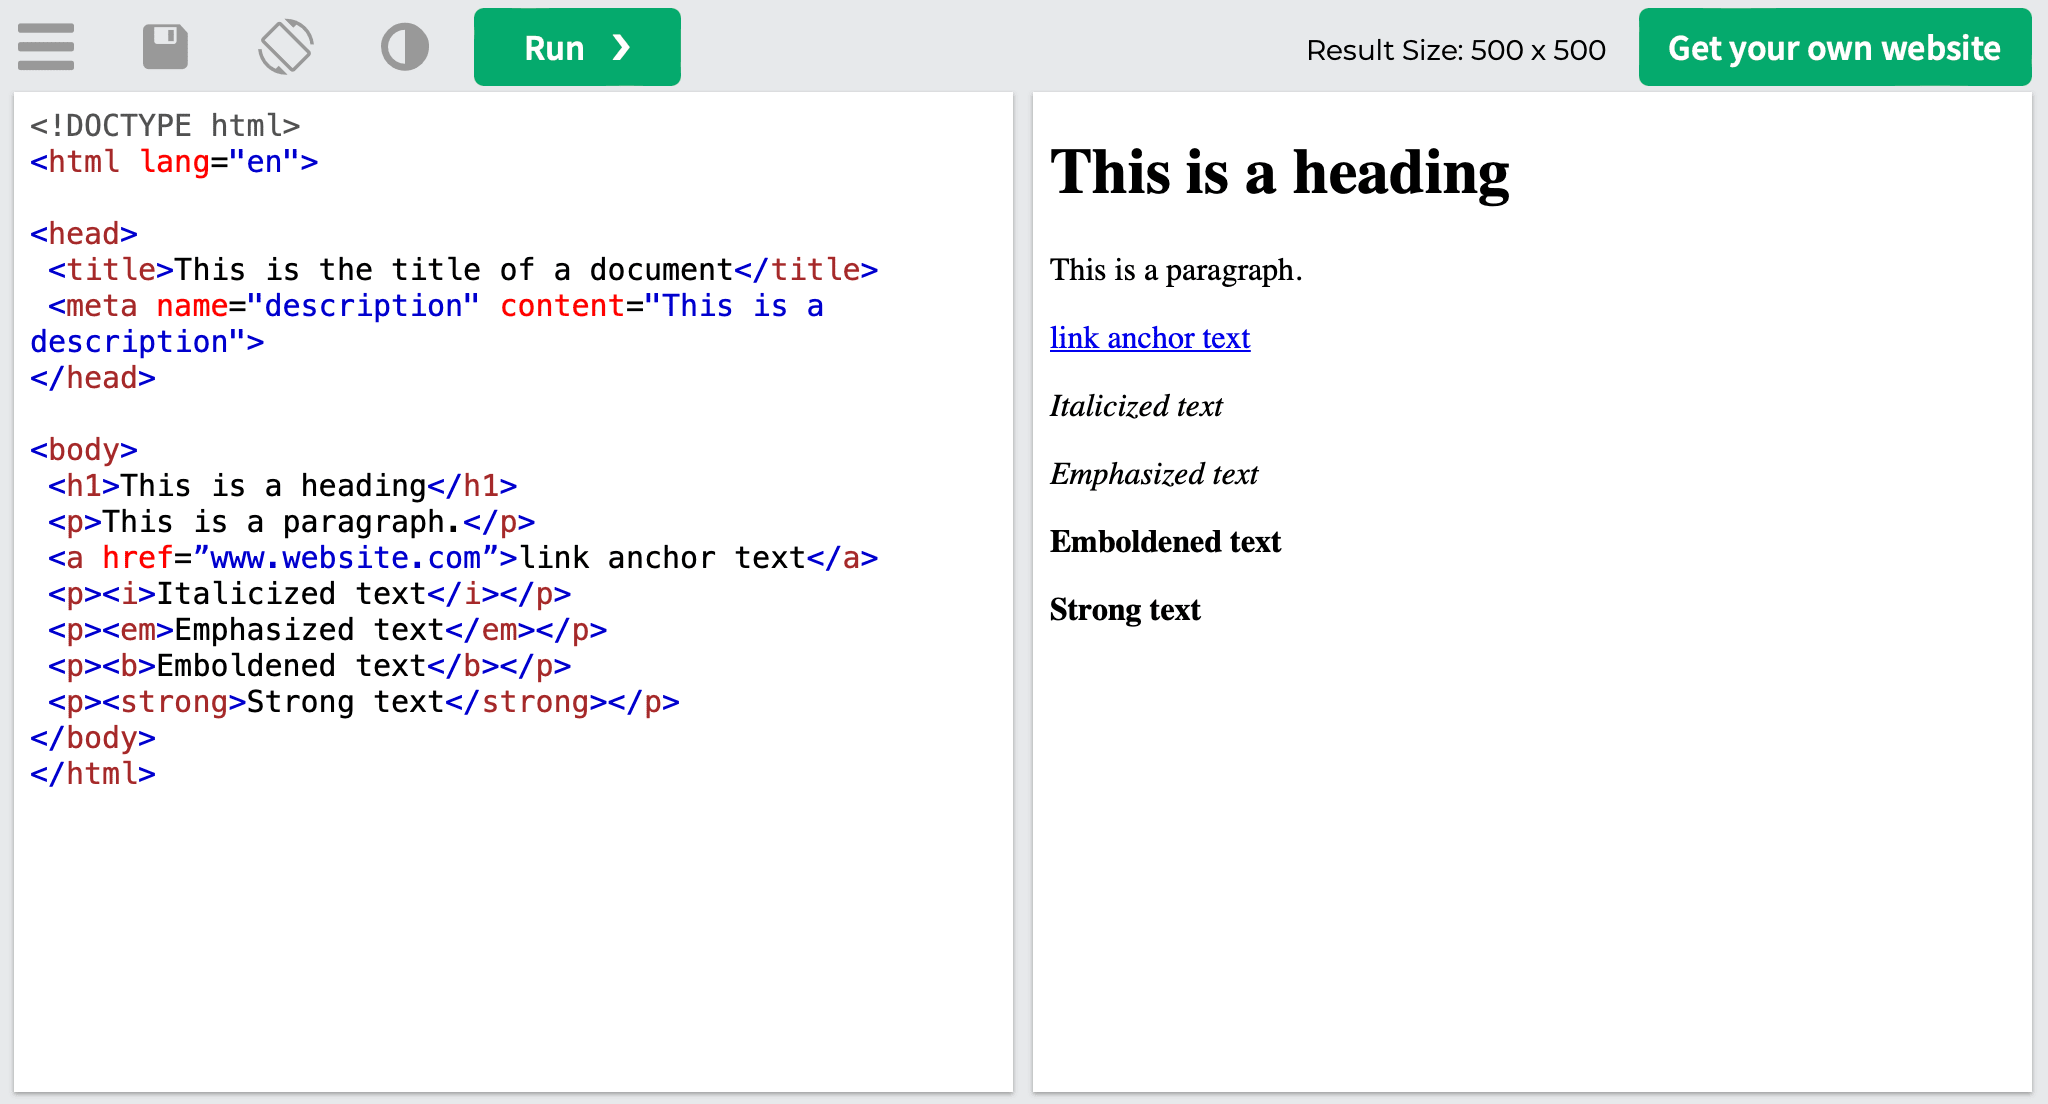 Run ❯
Result Size: 500 x 500
Get your own website
<!DOCTYPE html>
<html lang="en">
<head>
<title>This is the title of a document</title>
<meta name="description" content="This is a
description">
</head>
<body>
<h1>This is a heading</h1>
<p>This is a paragraph.</p>
<a href=”www.website.com”>link anchor text</a>
<p><i>Italicized text</i></p>
<p><em>Emphasized text</em></p>
<p><b>Emboldened text</b></p>
<p><strong>Strong text</strong></p>
</body>
</html>
This is a heading
This is a paragraph.
link anchor text
Italicized text
Emphasized text
Emboldened text
Strong text